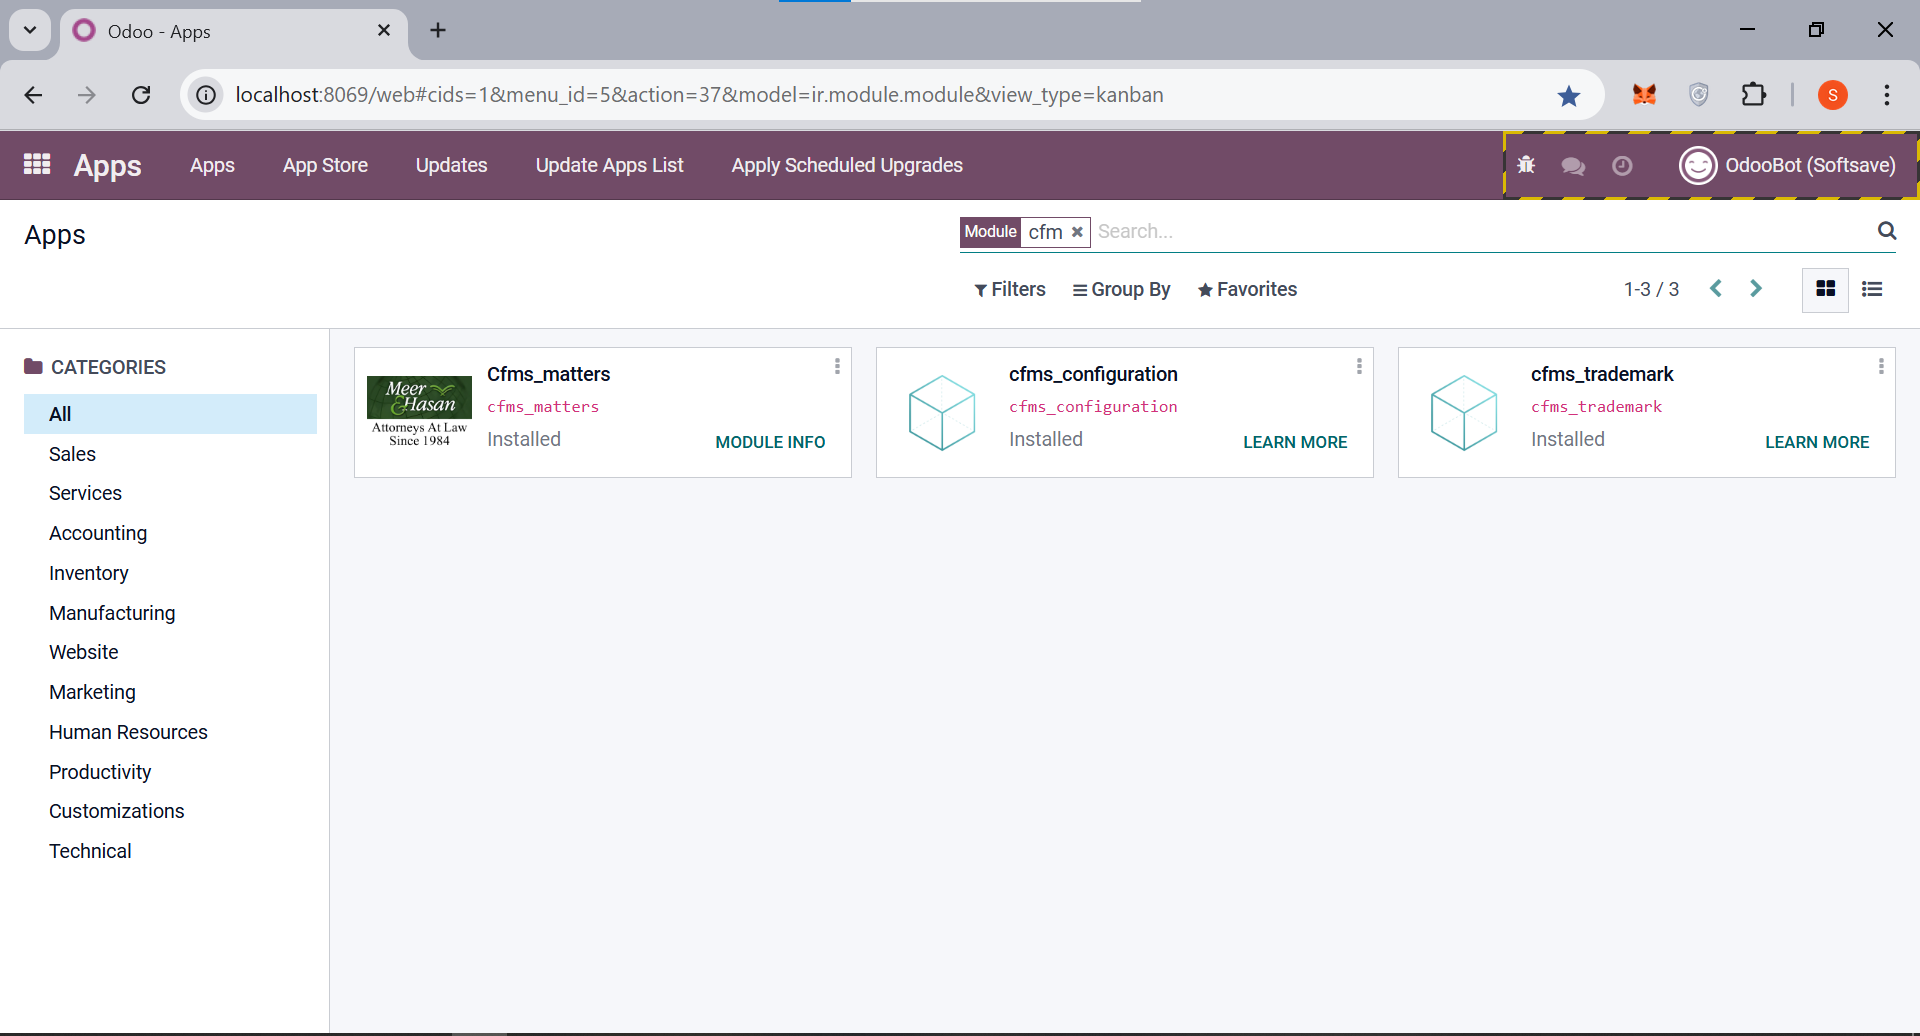 Odoo - Apps
localhost:8069/web#cids=1&menu_id=5&action=37&model=ir.module.module&view_type=kanban
S
Apps
Apps
App Store
Updates
Update Apps List
Apply Scheduled Upgrades
OdooBot (Softsave)
Apps
Module cfm Search...
Filters
Group By
Favorites
1-3 / 3
CATEGORIES
All
Sales
Services
Accounting
Inventory
Manufacturing
Website
Marketing
Human Resources
Productivity
Customizations
Technical
Meer
&Hasan
Attorneys At Law
Since 1984
Cfms_matters
cfms_matters
Installed
MODULE INFO
cfms_configuration
cfms_configuration
Installed
LEARN MORE
cfms_trademark
cfms_trademark
Installed
LEARN MORE